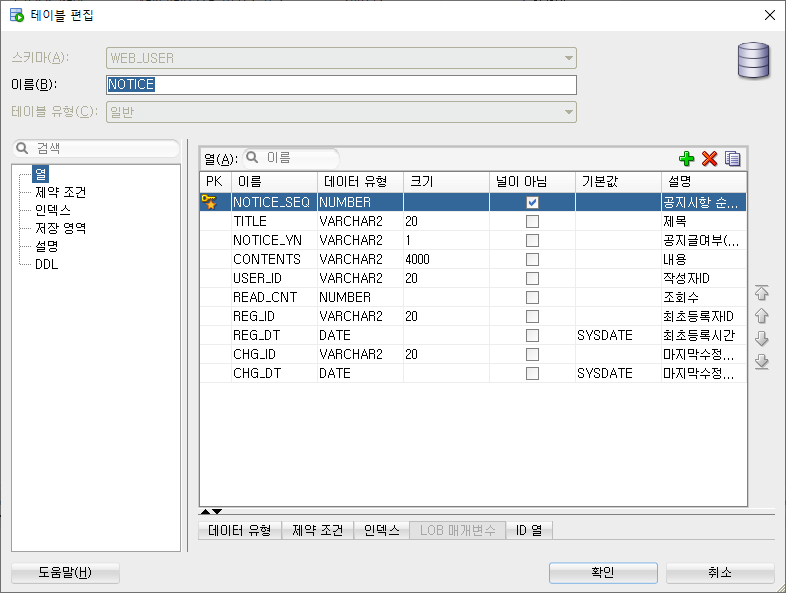 테이블 편집
스키마(A): WEB_USER
이름(B): NOTICE
테이블 유형(C): 일반
검색
열
제약 조건
인덱스
저장 영역
설명
DDL
열(A): 이름
PK 이름 데이터 유형 크기 널이 아님 기본값 설명
NOTICE_SEQ NUMBER 공지시항 순...
TITLE VARCHAR2 20 제목
NOTICE_YN VARCHAR2 1 공지글여부(...
CONTENTS VARCHAR2 4000 내용
USER_ID VARCHAR2 20 작성자ID
READ_CNT NUMBER 조회수
REG_ID VARCHAR2 20 최초등록자ID
REG_DT DATE SYSDATE 최초등록시간
CHG_ID VARCHAR2 20 마지막수정...
CHG_DT DATE SYSDATE 마지막수정...
데이터 유형 제약 조건 인덱스 LOB 매개변수 ID 열
도움말(H) 확인 취소